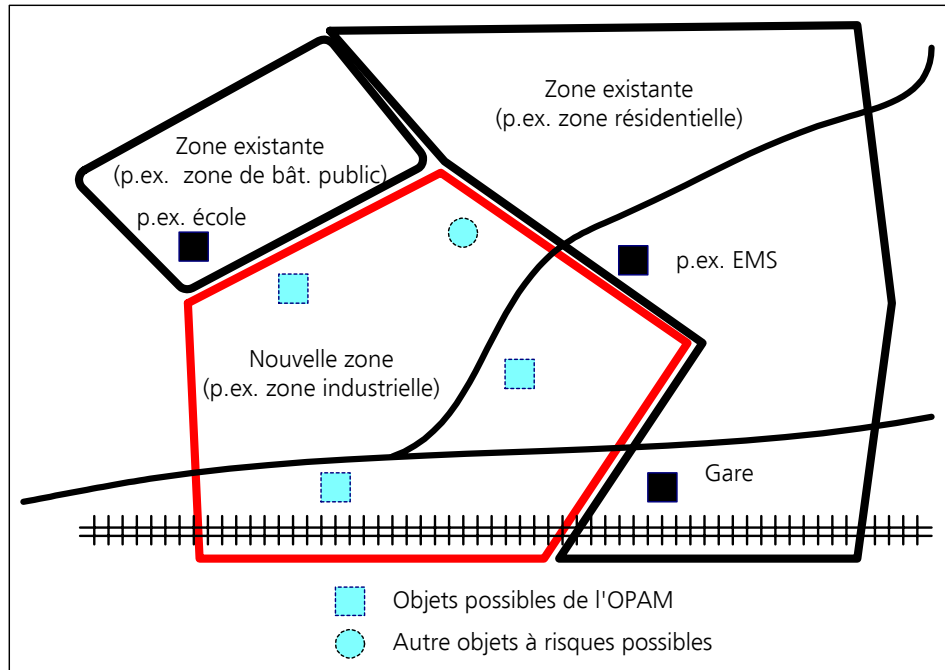 Zone existante
(p.ex. zone résidentielle)
Zone existante
(p.ex. zone de bât. public)
p.ex. école
p.ex. EMS
Nouvelle zone
(p.ex. zone industrielle)
Gare
Objets possibles de l'OPAM
Autre objets à risques possibles